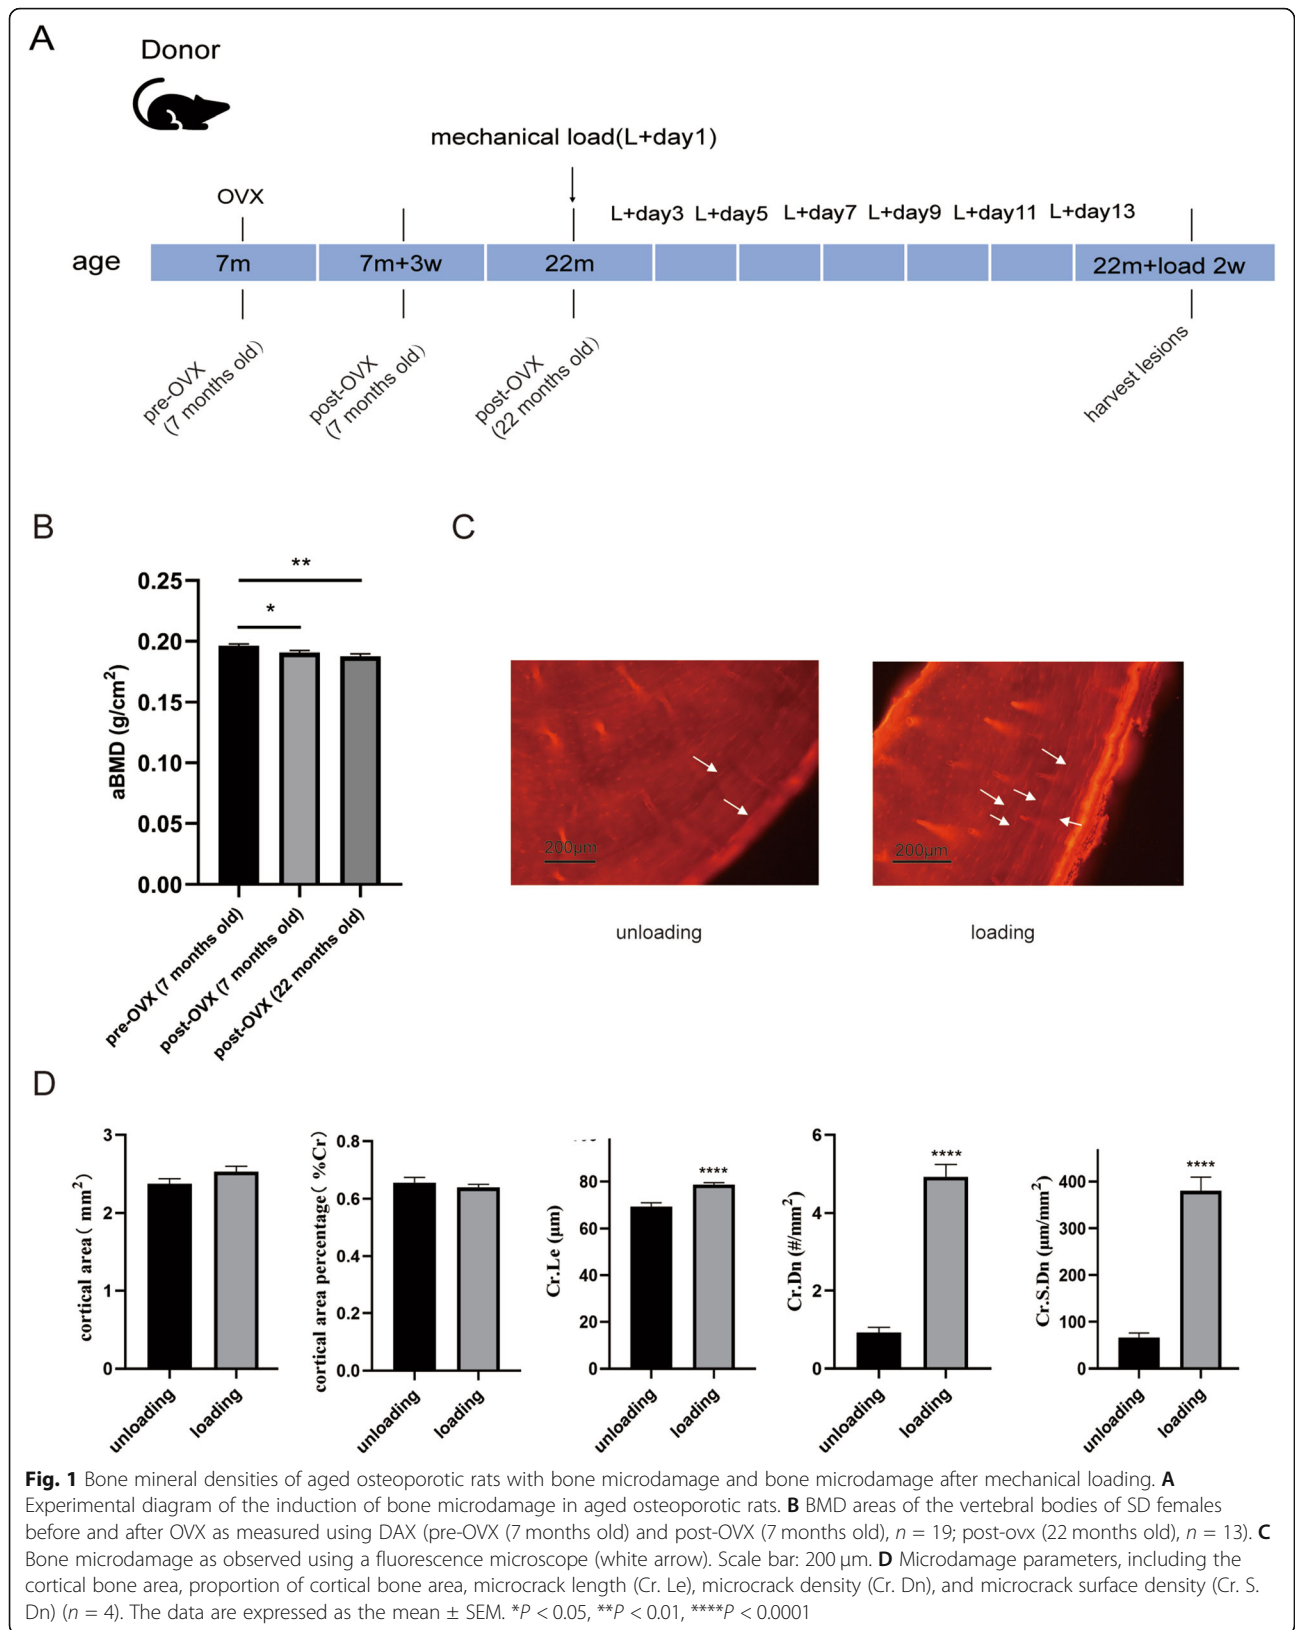 A
Donor
mechanical load(L+day1)
OVX
L+day3 L+day5 L+day7 L+day9 L+day11 L+day13
age 7m 7m+3w 22m 22m+load 2w
pre-OVX
(7 months old)
post-OVX
(7 months old)
post-OVX
(22 months old)
harvest lesions
B
aBMD (g/cm²)
0.25
0.20
0.15
0.10
0.05
0.00
**
*
pre-OVX (7 months old)
post-OVX (7 months old)
post-OVX (22 months old)
C
200μm
200μm
unloading
loading
D
cortical area( mm²)
3
2
1
0
unloading
loading
cortical area percentage( %Cr)
0.8
0.6
0.4
0.2
0.0
unloading
loading
Cr.Le (μm)
80
60
40
20
0
****
unloading
loading
Cr.Dn (#/mm²)
6
4
2
0
****
unloading
loading
Cr.S.Dn (μm/mm²)
400
300
200
100
0
****
unloading
loading
Fig. 1 Bone mineral densities of aged osteoporotic rats with bone microdamage and bone microdamage after mechanical loading. A
Experimental diagram of the induction of bone microdamage in aged osteoporotic rats. B BMD areas of the vertebral bodies of SD females
before and after OVX as measured using DAX (pre-OVX (7 months old) and post-OVX (7 months old), n = 19; post-ovx (22 months old), n = 13). C
Bone microdamage as observed using a fluorescence microscope (white arrow). Scale bar: 200 μm. D Microdamage parameters, including the
cortical bone area, proportion of cortical bone area, microcrack length (Cr. Le), microcrack density (Cr. Dn), and microcrack surface density (Cr. S.
Dn) (n = 4). The data are expressed as the mean ± SEM. *P < 0.05, **P < 0.01, ****P < 0.0001